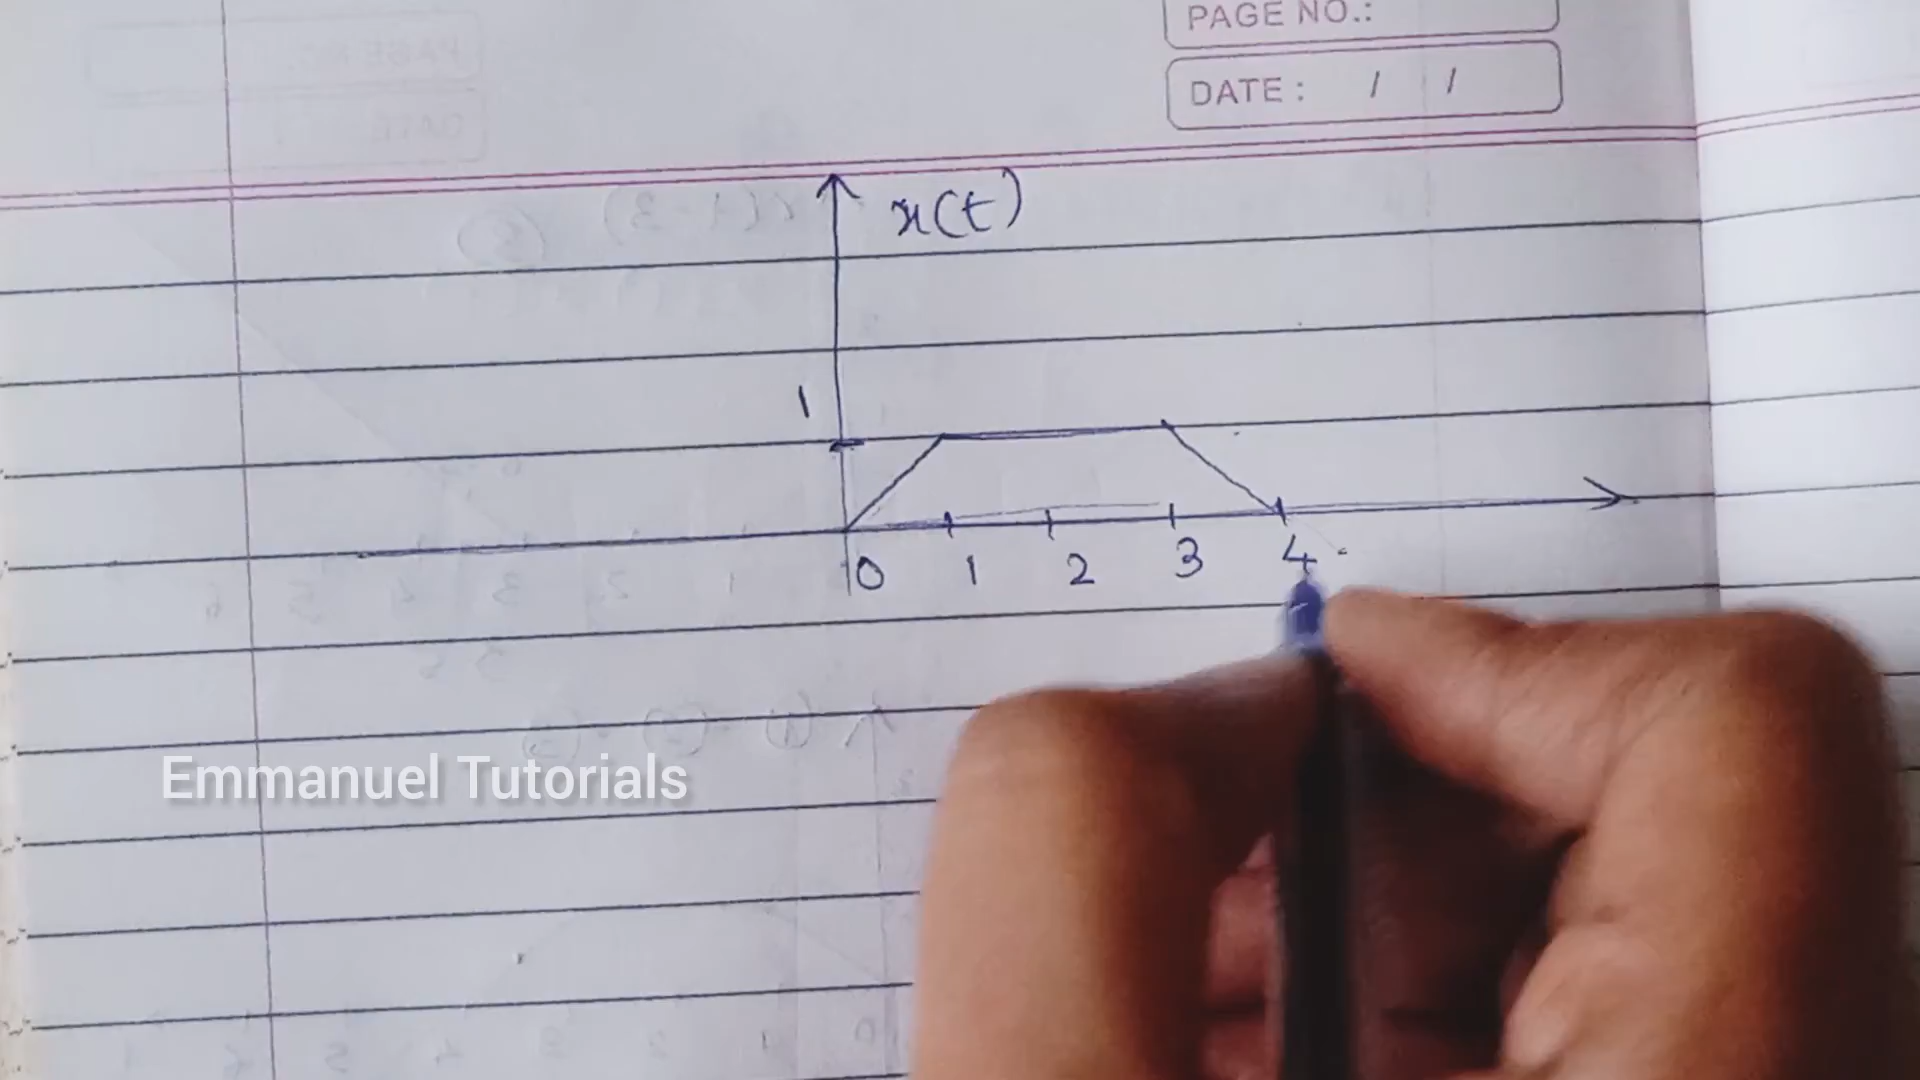 PAGE NO.:
DATE : / /
x(t)
1
0 1 2 3 4
Emmanuel Tutorials